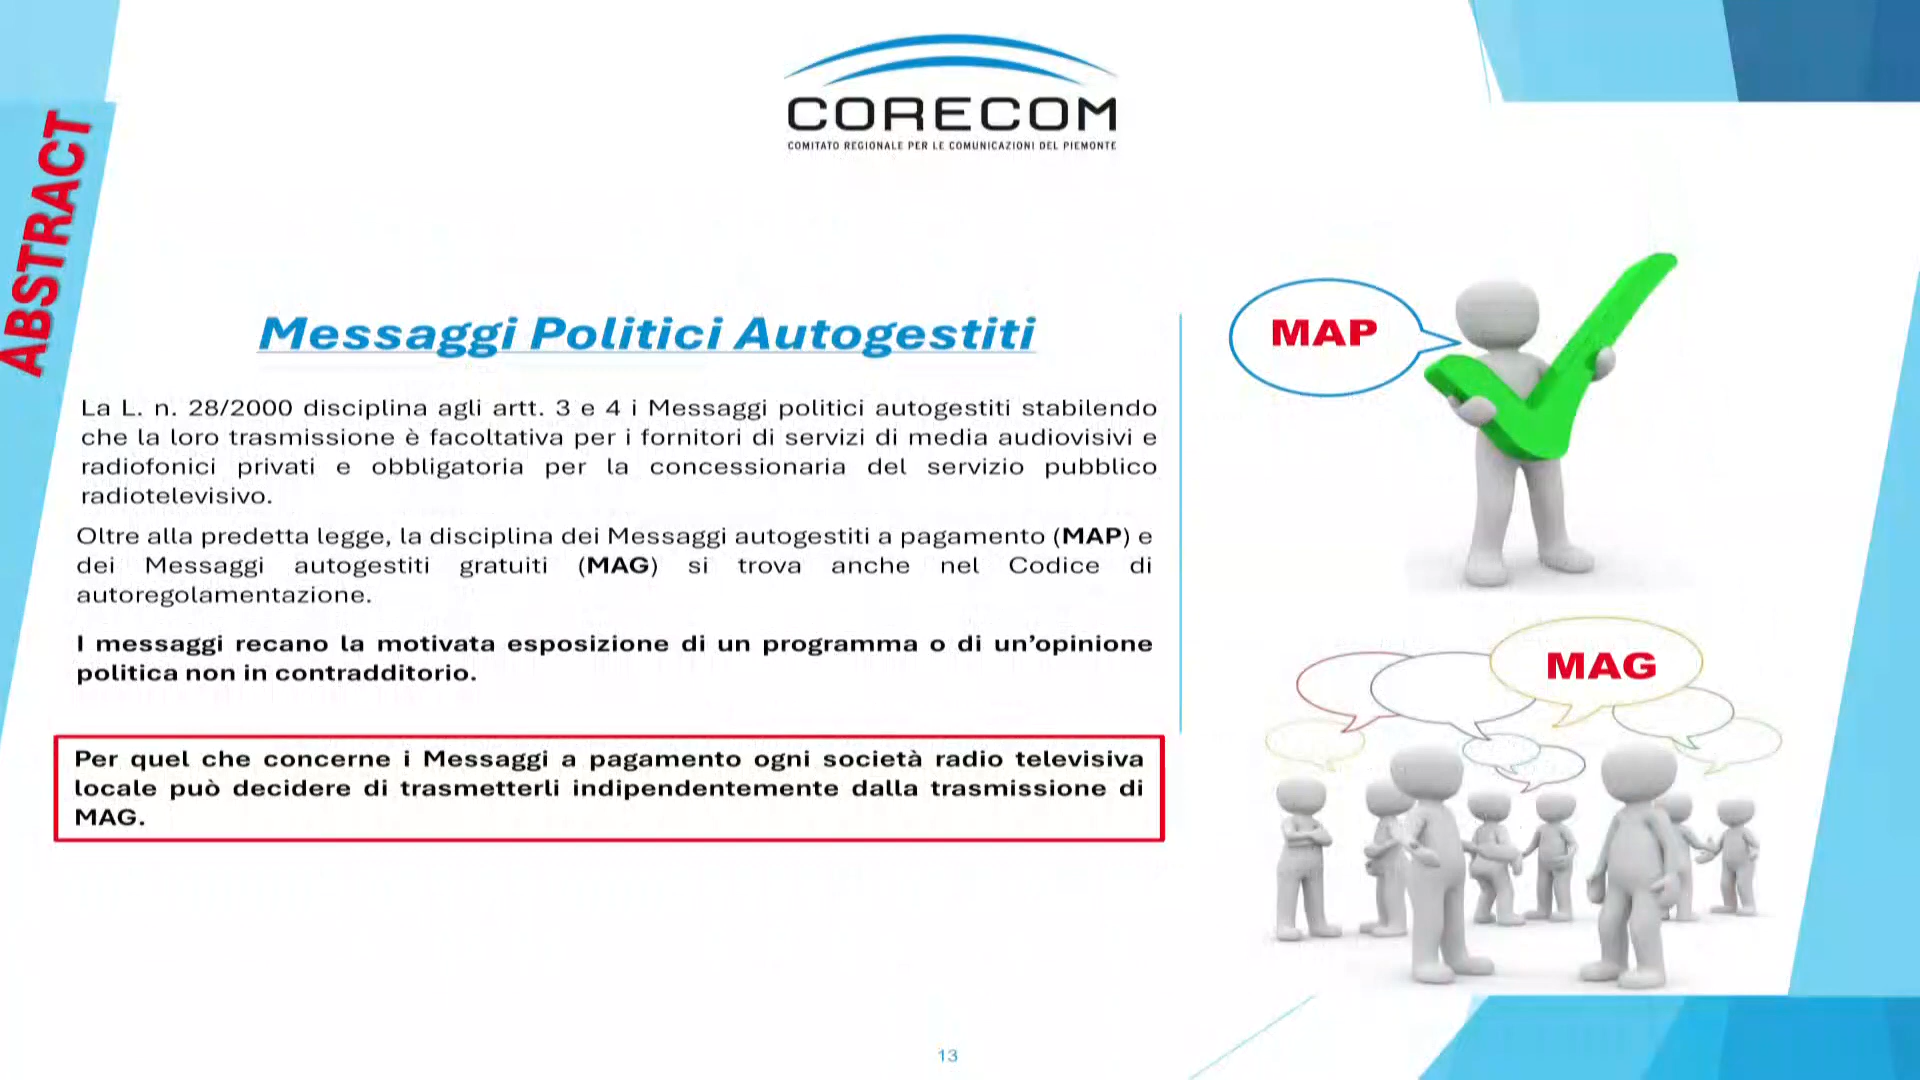 ABSTRACT
CORECOM
COMITATO REGIONALE PER LE COMUNICAZIONI DEL PIEMONTE
Messaggi Politici Autogestiti
La L. n. 28/2000 disciplina agli artt. 3 e 4 i Messaggi politici autogestiti stabilendo
che la loro trasmissione è facoltativa per i fornitori di servizi di media audiovisivi e
radiofonici privati e obbligatoria per la concessionaria del servizio pubblico
radiotelevisivo.
Oltre alla predetta legge, la disciplina dei Messaggi autogestiti a pagamento (MAP) e
dei Messaggi autogestiti gratuiti (MAG) si trova anche nel Codice di
autoregolamentazione.
I messaggi recano la motivata esposizione di un programma o di un’opinione
politica non in contradditorio.
Per quel che concerne i Messaggi a pagamento ogni società radio televisiva
locale può decidere di trasmetterli indipendentemente dalla trasmissione di
MAG.
MAP
MAG
13